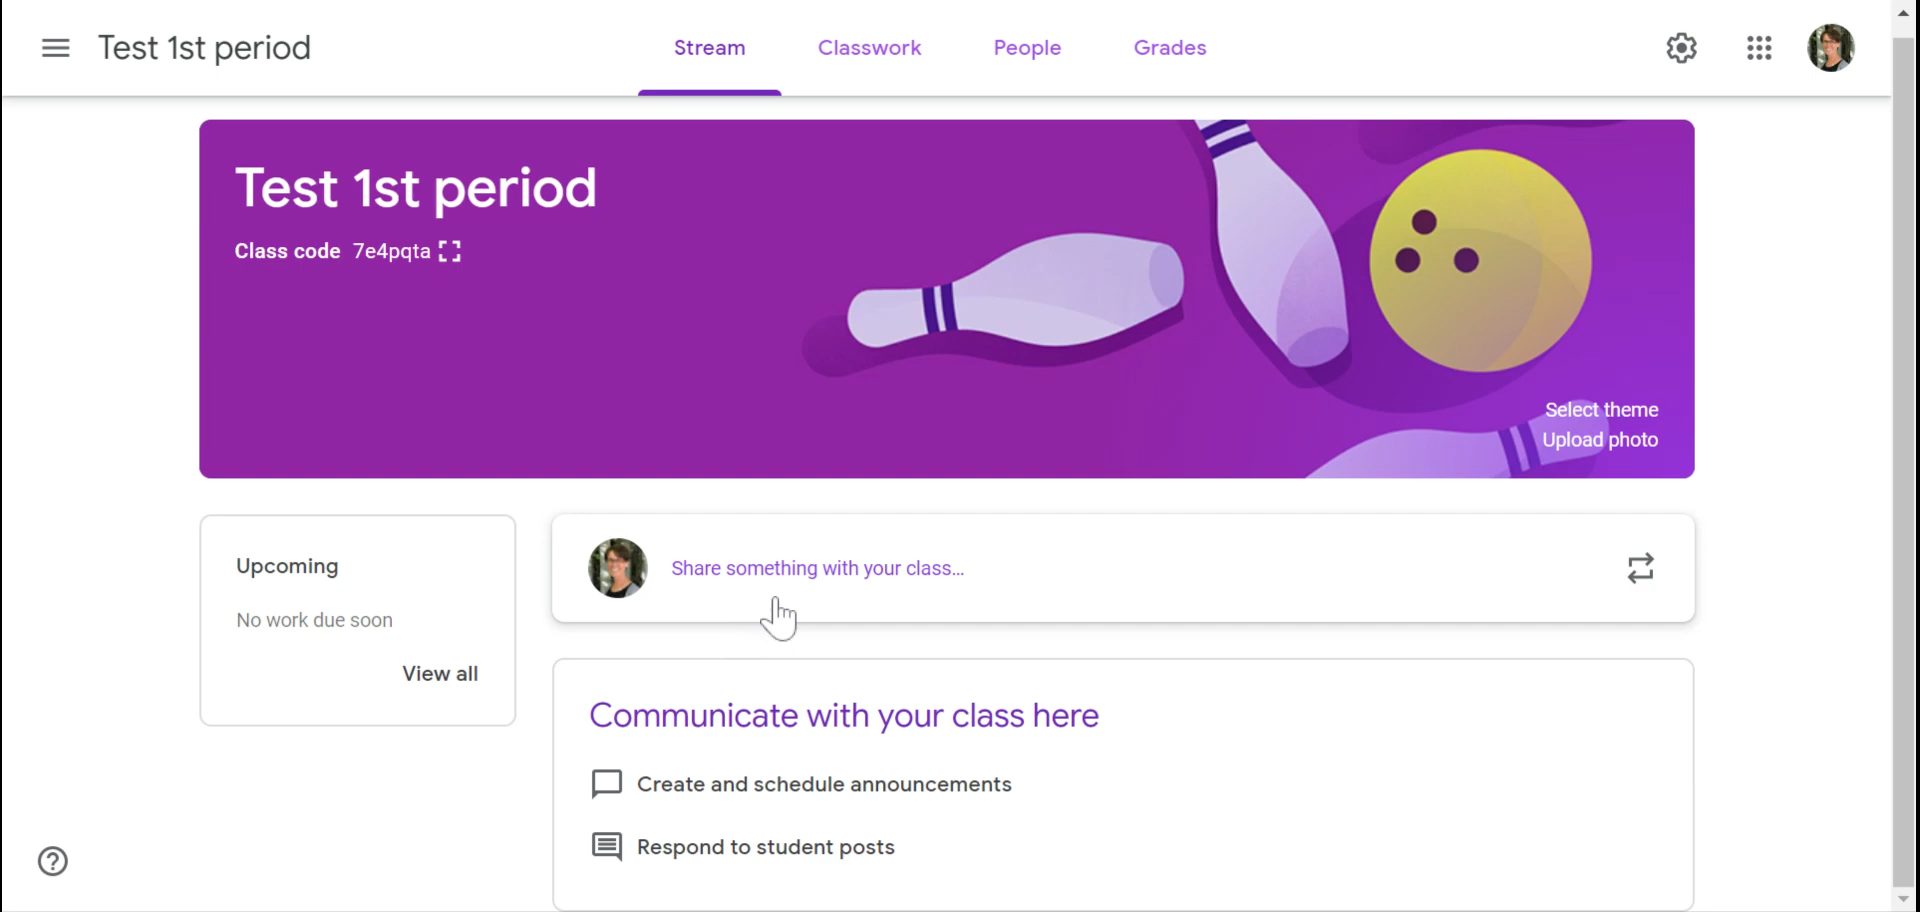 Test 1st period
Stream
Classwork
People
Grades
Test 1st period
Class code 7e4pqta
Select theme
Upload photo
Upcoming
No work due soon
View all
Share something with your class...
Communicate with your class here
Create and schedule announcements
Respond to student posts